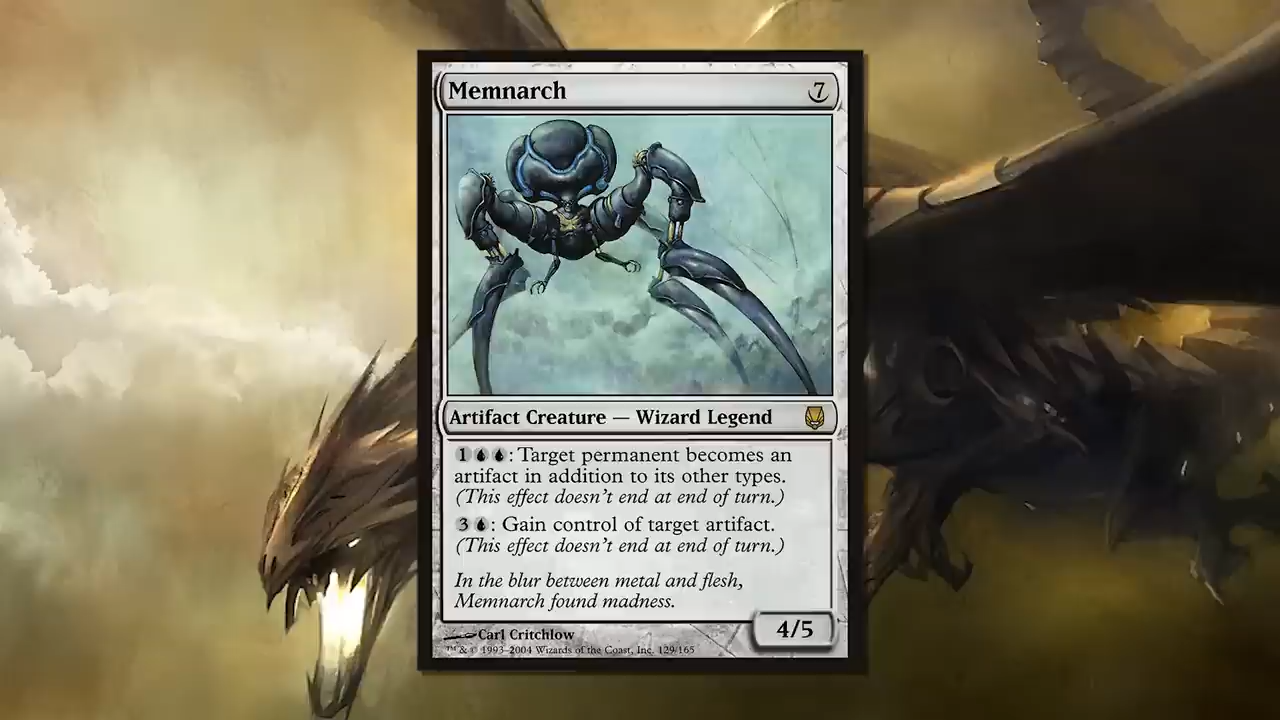 Memnarch 7
Artifact Creature — Wizard Legend
1: Target permanent becomes an
artifact in addition to its other types.
(This effect doesn't end at end of turn.)
3: Gain control of target artifact.
(This effect doesn't end at end of turn.)
In the blur between metal and flesh,
Memnarch found madness.
4/5
Carl Critchlow
™ & © 1993–2004 Wizards of the Coast, Inc. 129/165